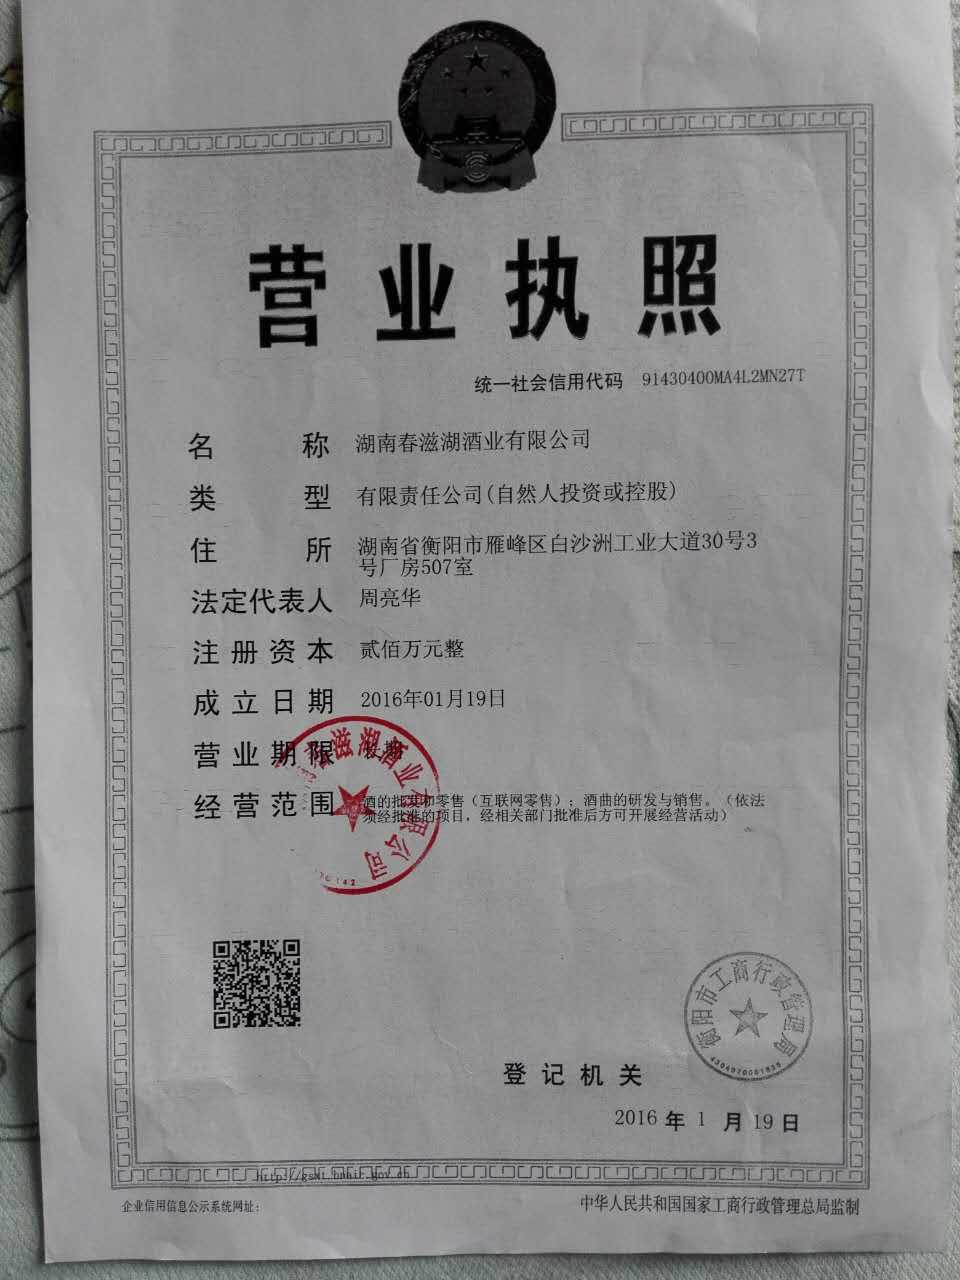 营业执照
统一社会信用代码 91430400MA4L2MN27T
名称 湖南春滋湖酒业有限公司
类型 有限责任公司(自然人投资或控股)
住所 湖南省衡阳市雁峰区白沙洲工业大道30号3
号厂房507室
法定代表人 周亮华
注册资本 贰佰万元整
成立日期 2016年01月19日
营业期限 长期
经营范围 酒的批发和零售(互联网零售);酒曲的研发与销售。(依法
须经批准的项目,经相关部门批准后方可开展经营活动)
春滋湖酒业有限公司
衡阳市工商行政管理局
登记机关
2016年1月19日
企业信用信息公示系统网址:
中华人民共和国国家工商行政管理总局监制